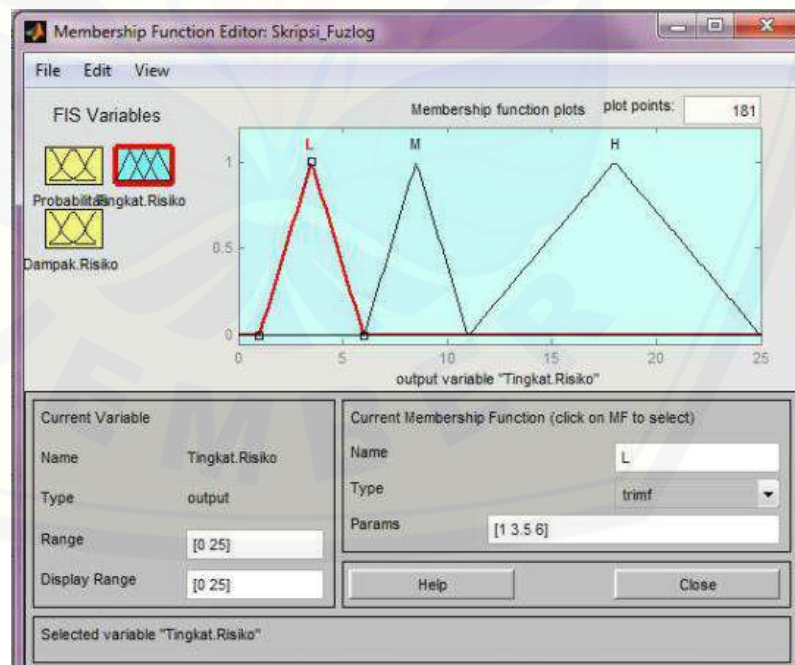 Membership Function Editor: Skripsi_Fuzlog
File Edit View
FIS Variables
Membership function plots plot points: 181
L M H
1
0.5
0
0 5 10 15 20 25
output variable "Tingkat.Risiko"
Probabilitas Tingkat.Risiko
Dampak.Risiko
Current Variable
Name Tingkat.Risiko
Type output
Range [0 25]
Display Range [0 25]
Current Membership Function (click on MF to select)
Name L
Type trimf
Params [1 3.5 6]
Help Close
Selected variable "Tingkat.Risiko"